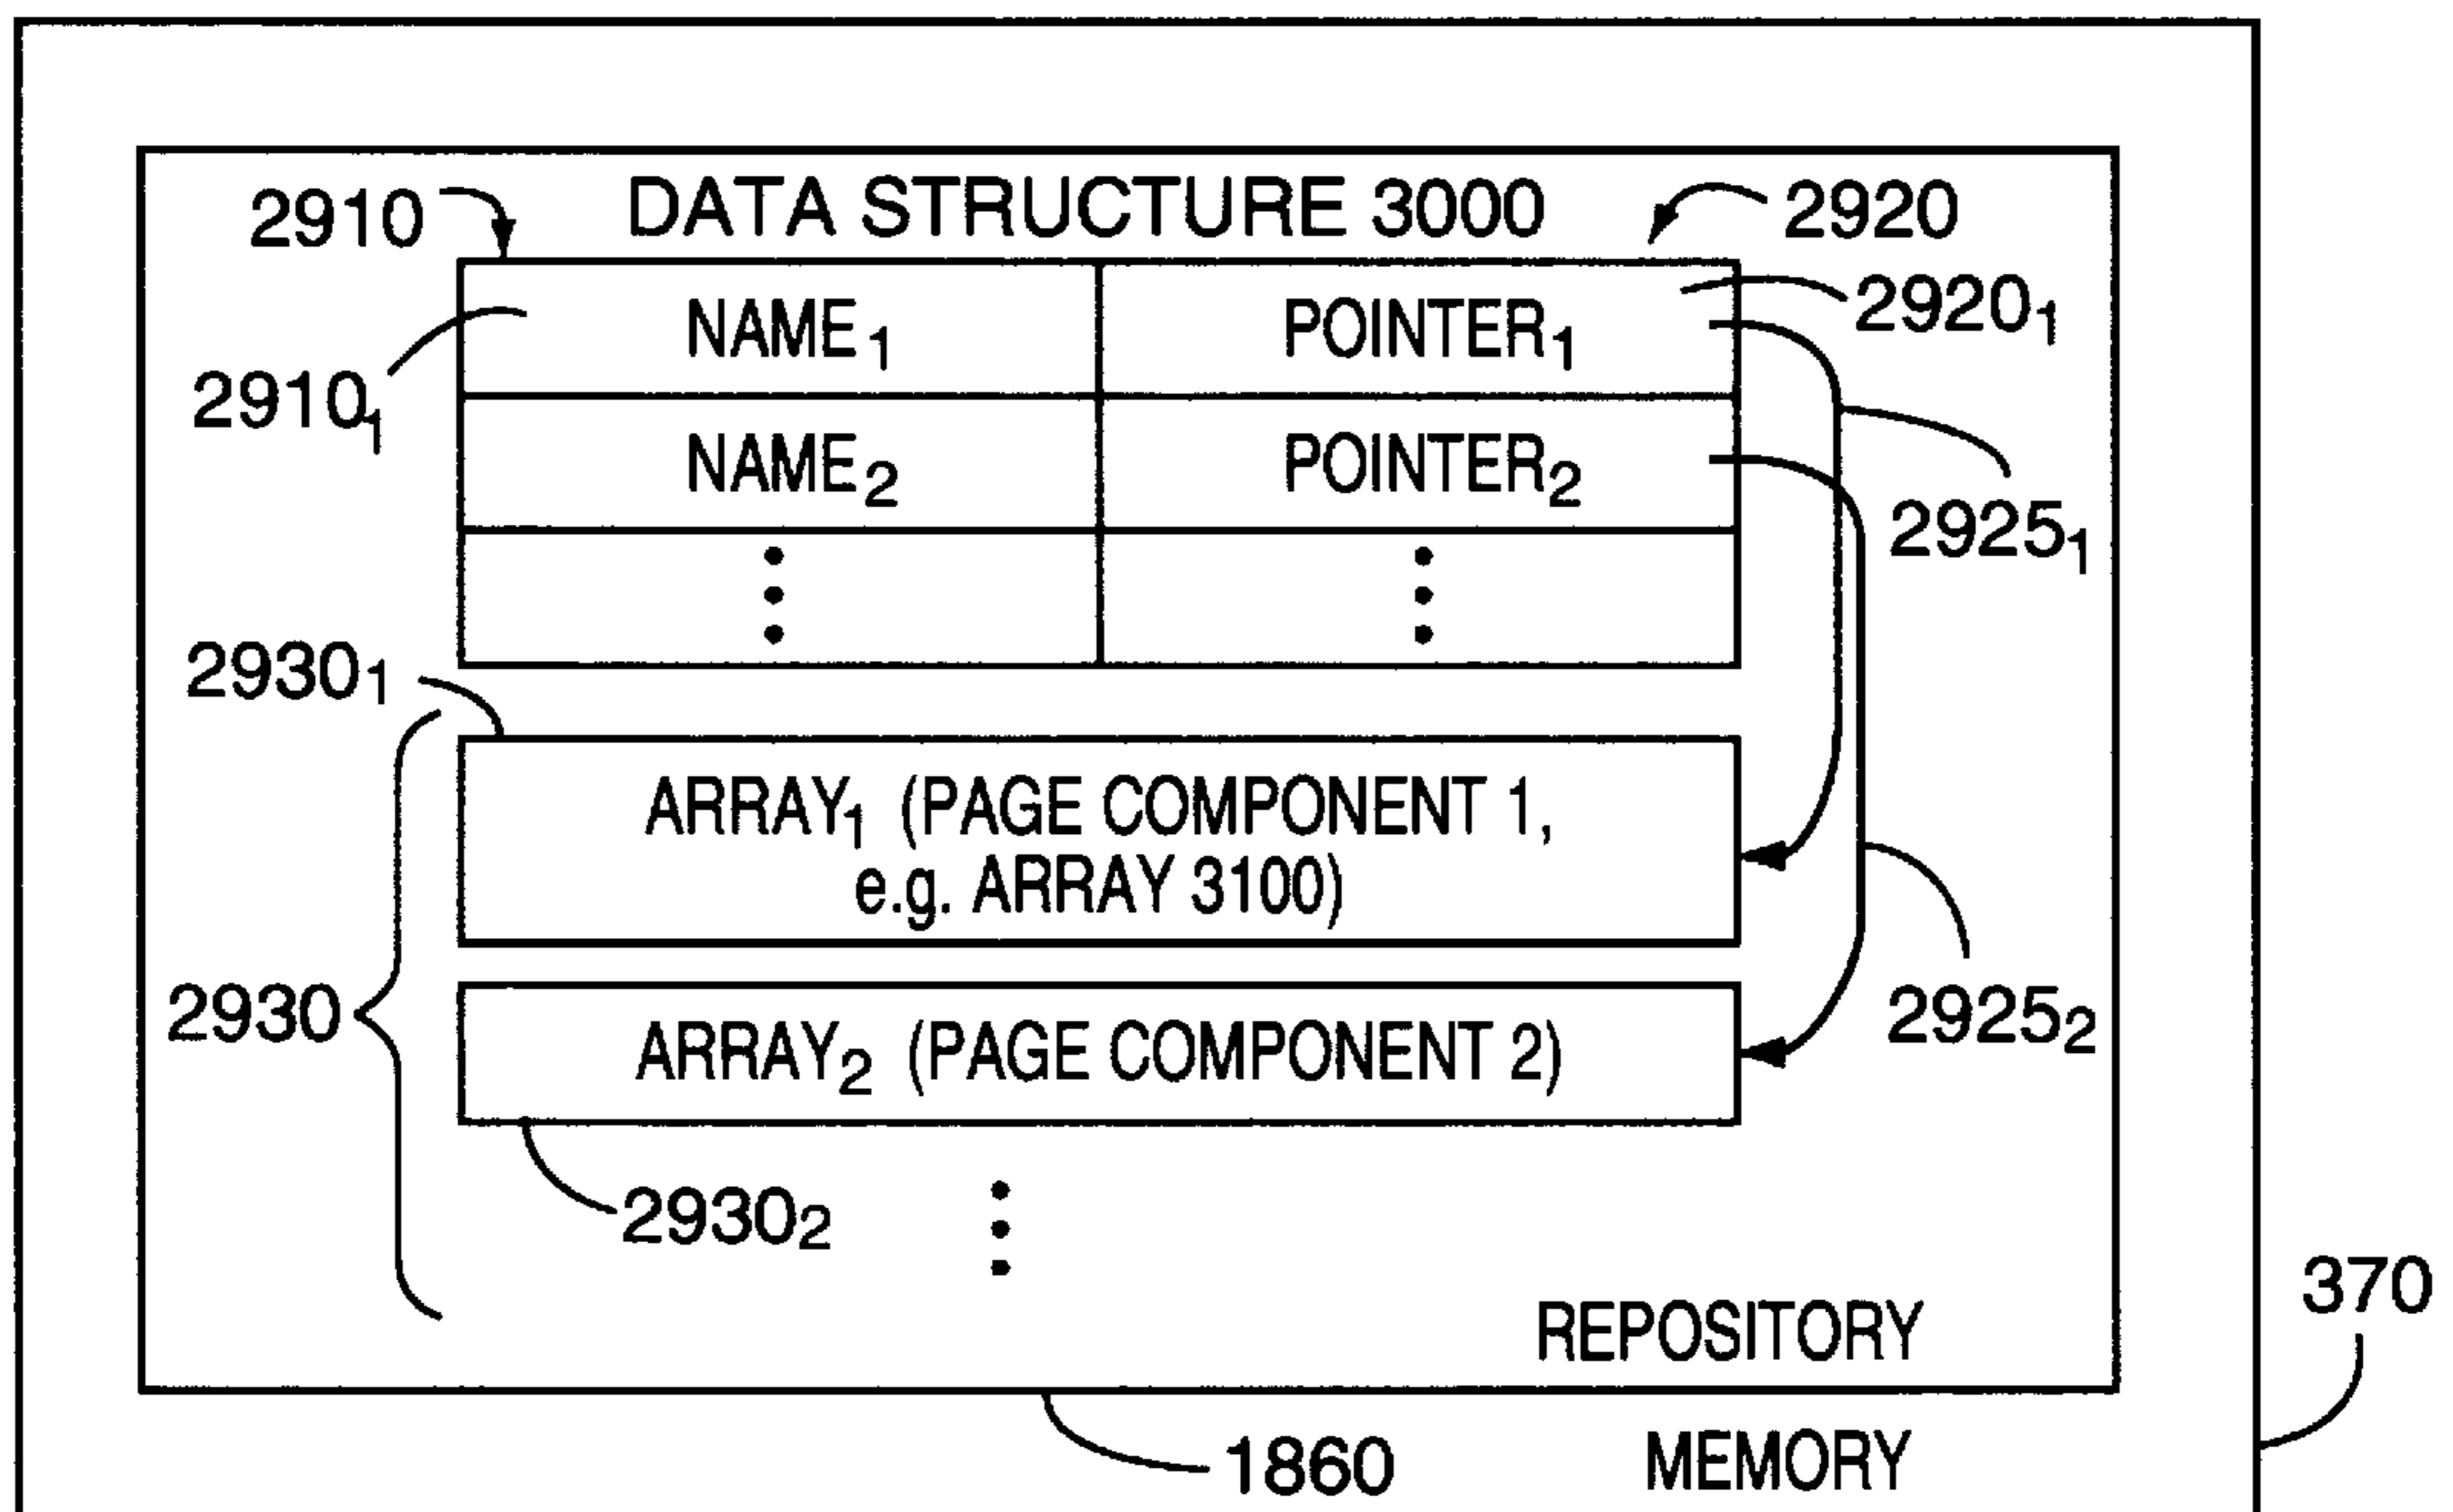 DATA STRUCTURE 3000
2910
2920
NAME₁
POINTER₁
2920₁
2910₁
NAME₂
POINTER₂
2925₁
2930₁
ARRAY₁ (PAGE COMPONENT 1,
e.g. ARRAY 3100)
2930
ARRAY₂ (PAGE COMPONENT 2)
2925₂
2930₂
REPOSITORY
370
1860
MEMORY